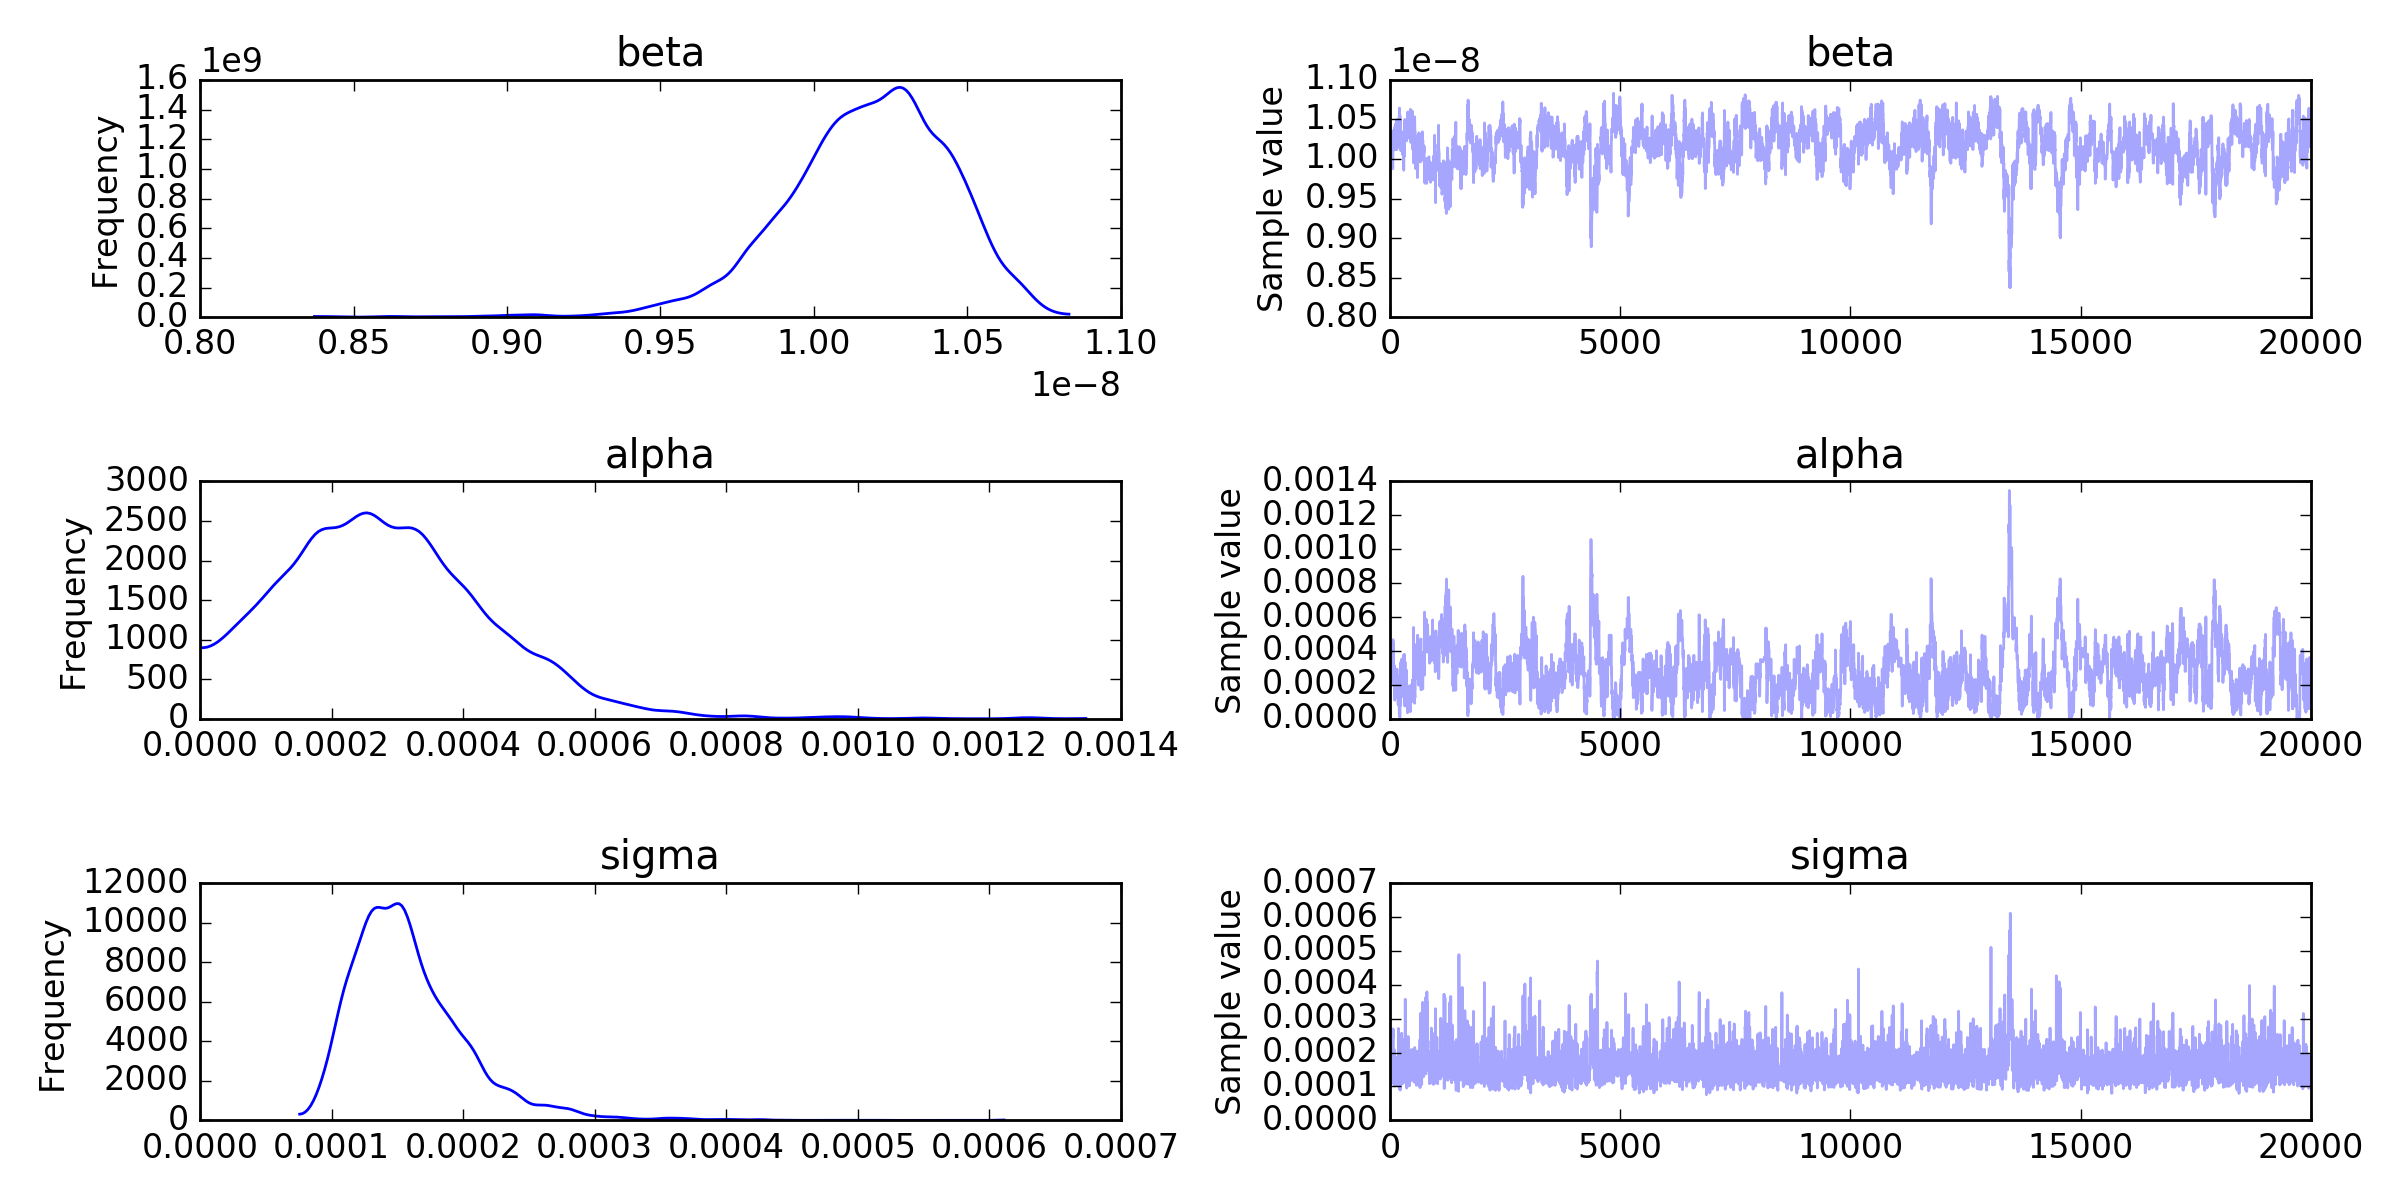 beta
1e9
Frequency
1.6
1.4
1.2
1.0
0.8
0.6
0.4
0.2
0.0
0.80 0.85 0.90 0.95 1.00 1.05 1.10
1e−8
beta
1e−8
Sample value
1.10
1.05
1.00
0.95
0.90
0.85
0.80
0 5000 10000 15000 20000
alpha
Frequency
3000
2500
2000
1500
1000
500
0
0.0000 0.0002 0.0004 0.0006 0.0008 0.0010 0.0012 0.0014
alpha
Sample value
0.0014
0.0012
0.0010
0.0008
0.0006
0.0004
0.0002
0.0000
0 5000 10000 15000 20000
sigma
Frequency
12000
10000
8000
6000
4000
2000
0
0.0000 0.0001 0.0002 0.0003 0.0004 0.0005 0.0006 0.0007
sigma
Sample value
0.0007
0.0006
0.0005
0.0004
0.0003
0.0002
0.0001
0.0000
0 5000 10000 15000 20000